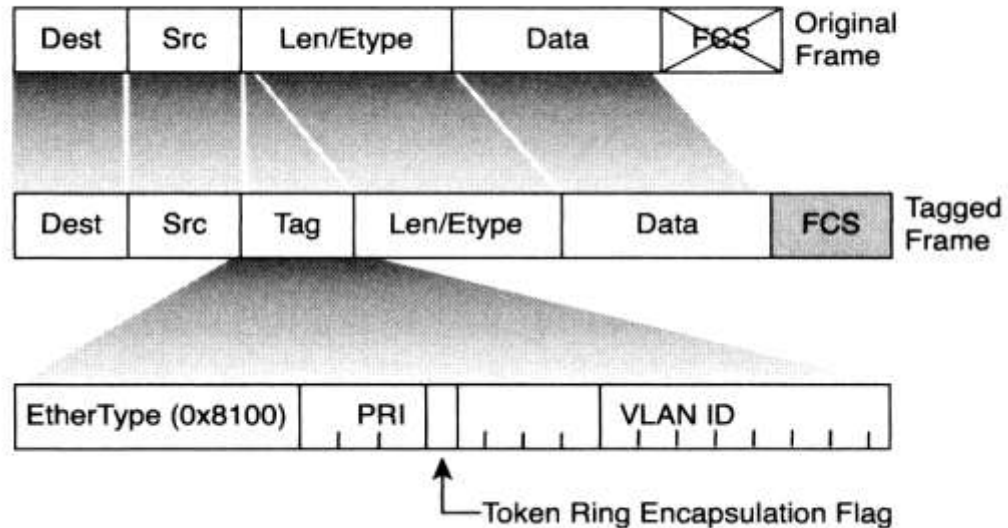 Dest Src Len/Etype Data FCS Original
Frame
Dest Src Tag Len/Etype Data FCS Tagged
Frame
EtherType (0x8100) PRI VLAN ID
Token Ring Encapsulation Flag